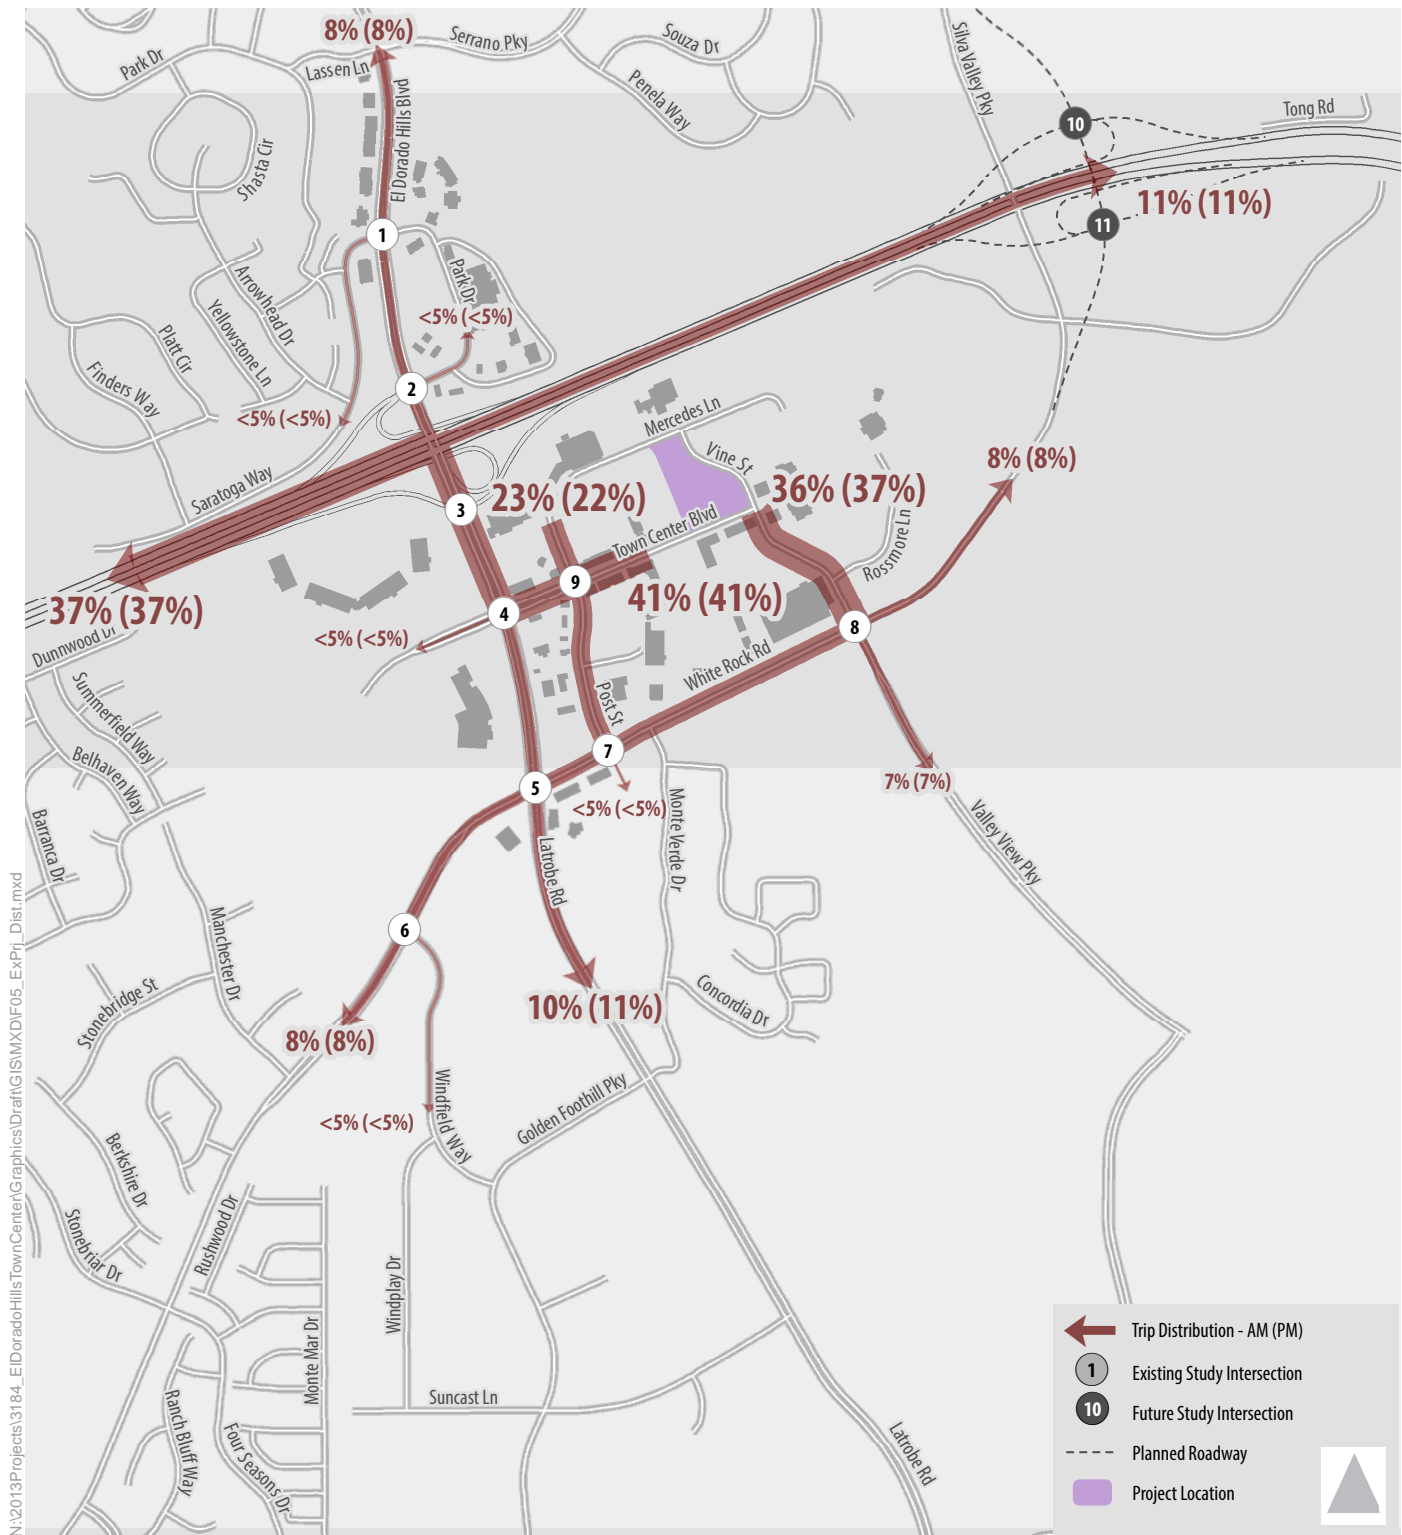 8% (8%)
Serrano Pky
Souza Dr
Silva Valley Pky
Park Dr
Lassen Ln
El Dorado Hills Blvd
Penela Way
Tong Rd
10
Shasta Cir
11% (11%)
11
1
Park Dr
Arrowhead Dr
Yellowstone Ln
Platt Cir
<5% (<5%)
Finders Way
2
<5% (<5%)
Mercedes Ln
Vine St
8% (8%)
Saratoga Way
3
23% (22%)
36% (37%)
Town Center Blvd
Rossmore Ln
9
41% (41%)
37% (37%)
4
8
<5% (<5%)
Dunnwood Dr
White Rock Rd
Summerfield Way
Post St
7
Belhaven Way
7% (7%)
5
<5% (<5%)
Monte Verde Dr
Valley View Pky
Barranca Dr
Latrobe Rd
6
Manchester Dr
Stonebridge St
Concordia Dr
10% (11%)
8% (8%)
Windfield Way
Golden Foothill Pky
<5% (<5%)
Berkshire Dr
Stonebriar Dr
Rushwood Dr
Windplay Dr
Monte Mar Dr
Suncast Ln
Ranch Bluff Way
Four Seasons Dr
Latrobe Rd
Trip Distribution - AM (PM)
1
Existing Study Intersection
10
Future Study Intersection
Planned Roadway
Project Location
N:\2013Projects\3184_ElDoradoHillsTownCenter\Graphics\Draft\GIS\MXD\F05_ExPrj_Dist.mxd